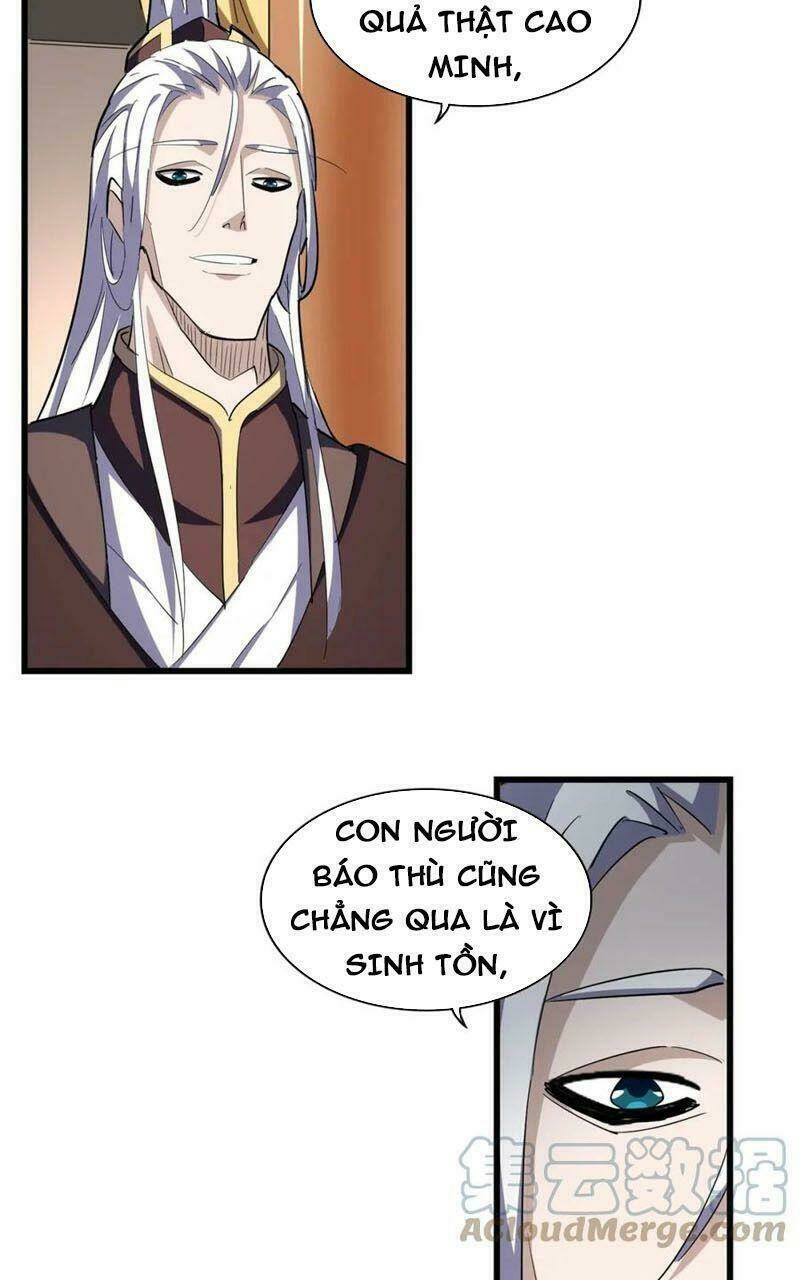 QUẢ THẬT CAO
MINH,
CON NGƯỜI
BÁO THÙ CŨNG
CHẲNG QUA LÀ VÌ
SINH TỒN,
集云数据
ACloudMerge.com